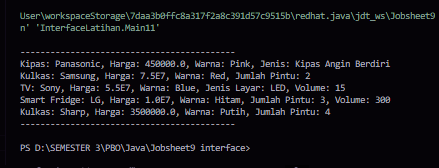 User\workspaceStorage\7daa3b0ffc8a317f2a8c391d57c9515b\redhat.java\jdt_ws\Jobsheet9
n' 'InterfaceLatihan.Main11'
-----------------------------------------
Kipas: Panasonic, Harga: 450000.0, Warna: Pink, Jenis: Kipas Angin Berdiri
Kulkas: Samsung, Harga: 7.5E7, Warna: Red, Jumlah Pintu: 2
TV: Sony, Harga: 5.5E7, Warna: Blue, Jenis Layar: LED, Volume: 15
Smart Fridge: LG, Harga: 1.0E7, Warna: Hitam, Jumlah Pintu: 3, Volume: 300
Kulkas: Sharp, Harga: 3500000.0, Warna: Putih, Jumlah Pintu: 4
-----------------------------------------
PS D:\SEMESTER 3\PBO\Java\Jobsheet9 interface>